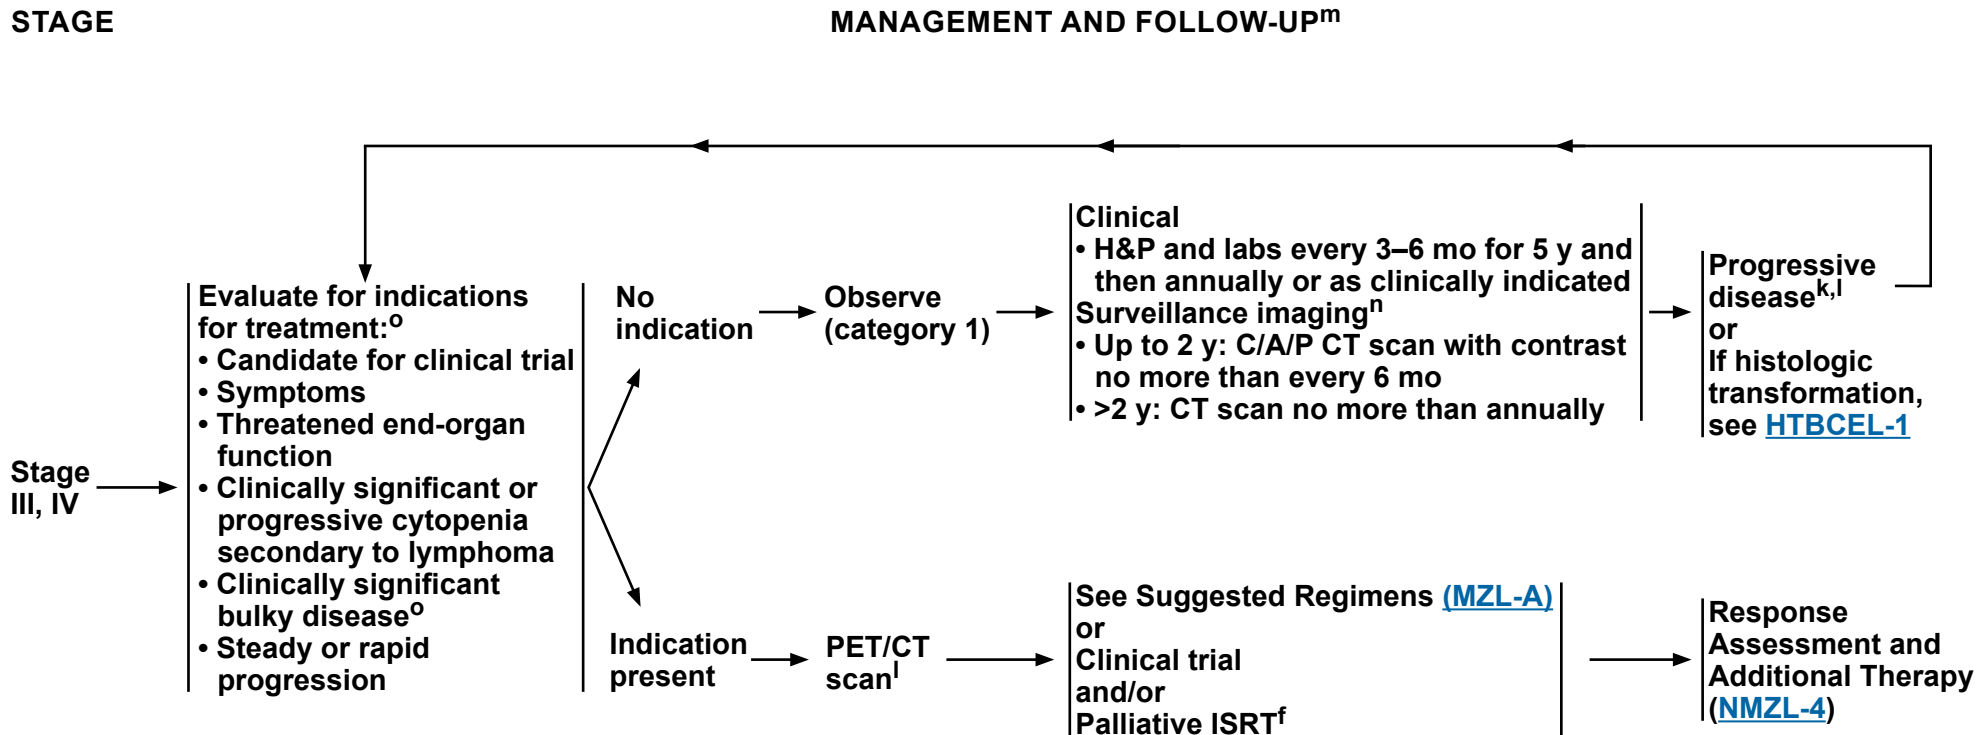 STAGE
MANAGEMENT AND FOLLOW-UPm
Stage
III, IV
Evaluate for indications
for treatment:o
• Candidate for clinical trial
• Symptoms
• Threatened end-organ
function
• Clinically significant or
progressive cytopenia
secondary to lymphoma
• Clinically significant
bulky diseaseo
• Steady or rapid
progression
No
indication
Observe
(category 1)
Clinical
• H&P and labs every 3–6 mo for 5 y and
then annually or as clinically indicated
Surveillance imagingn
• Up to 2 y: C/A/P CT scan with contrast
no more than every 6 mo
• >2 y: CT scan no more than annually
Progressive
diseasek,l
or
If histologic
transformation,
see HTBCEL-1
Indication
present
PET/CT
scanl
See Suggested Regimens (MZL-A)
or
Clinical trial
and/or
Palliative ISRTf
Response
Assessment and
Additional Therapy
(NMZL-4)